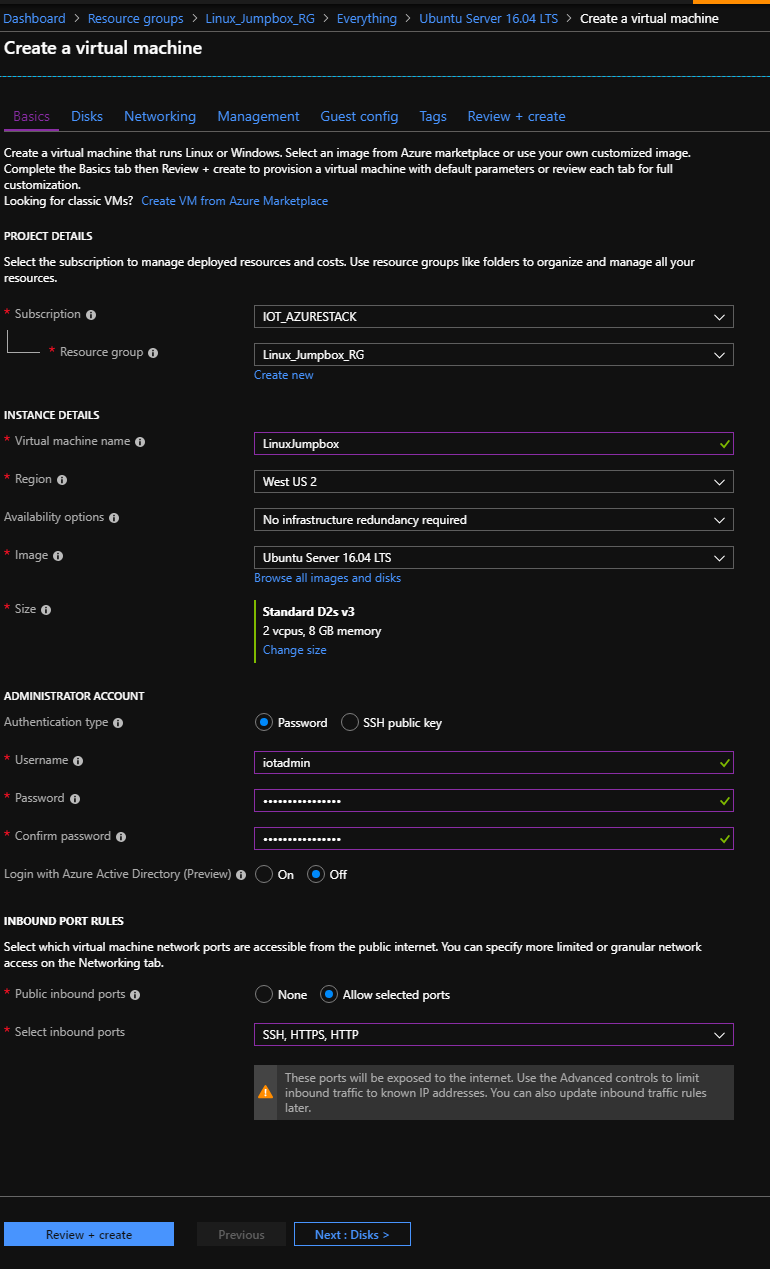 Dashboard > Resource groups > Linux_Jumpbox_RG > Everything > Ubuntu Server 16.04 LTS > Create a virtual machine
Create a virtual machine
Basics Disks Networking Management Guest config Tags Review + create
Create a virtual machine that runs Linux or Windows. Select an image from Azure marketplace or use your own customized image.
Complete the Basics tab then Review + create to provision a virtual machine with default parameters or review each tab for full
customization.
Looking for classic VMs? Create VM from Azure Marketplace
PROJECT DETAILS
Select the subscription to manage deployed resources and costs. Use resource groups like folders to organize and manage all your
resources.
* Subscription IOT_AZURESTACK
* Resource group Linux_Jumpbox_RG
Create new
INSTANCE DETAILS
* Virtual machine name LinuxJumpbox
* Region West US 2
Availability options No infrastructure redundancy required
* Image Ubuntu Server 16.04 LTS
Browse all images and disks
* Size Standard D2s v3
2 vcpus, 8 GB memory
Change size
ADMINISTRATOR ACCOUNT
Authentication type Password SSH public key
* Username iotadmin
* Password ••••••••••••••••
* Confirm password ••••••••••••••••
Login with Azure Active Directory (Preview) On Off
INBOUND PORT RULES
Select which virtual machine network ports are accessible from the public internet. You can specify more limited or granular network
access on the Networking tab.
* Public inbound ports None Allow selected ports
* Select inbound ports SSH, HTTPS, HTTP
These ports will be exposed to the internet. Use the Advanced controls to limit
inbound traffic to known IP addresses. You can also update inbound traffic rules
later.
Review + create Previous Next : Disks >